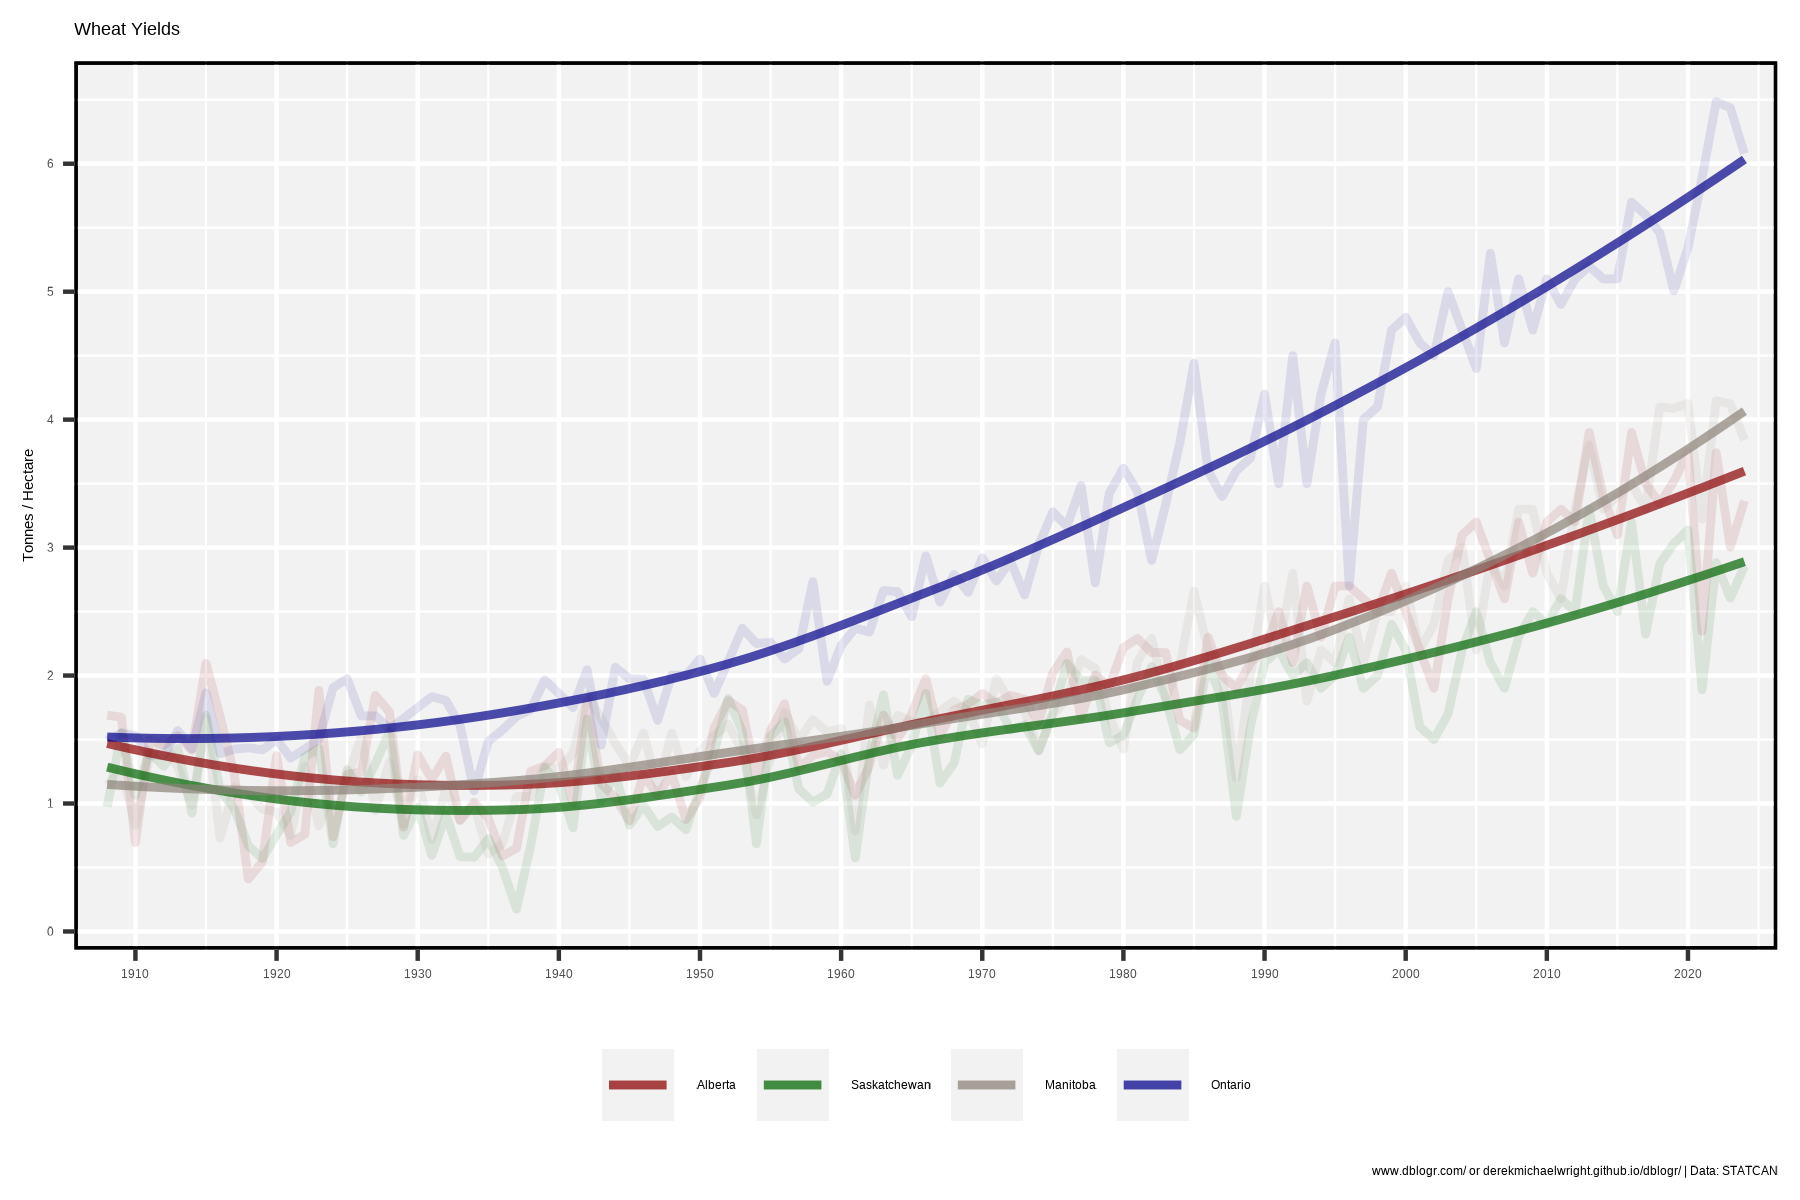 Wheat Yields
Tonnes / Hectare
6
5
4
3
2
1
0
1910 1920 1930 1940 1950 1960 1970 1980 1990 2000 2010 2020
Alberta Saskatchewan Manitoba Ontario
www.dblogr.com/ or derekmichaelwright.github.io/dblogr/ | Data: STATCAN